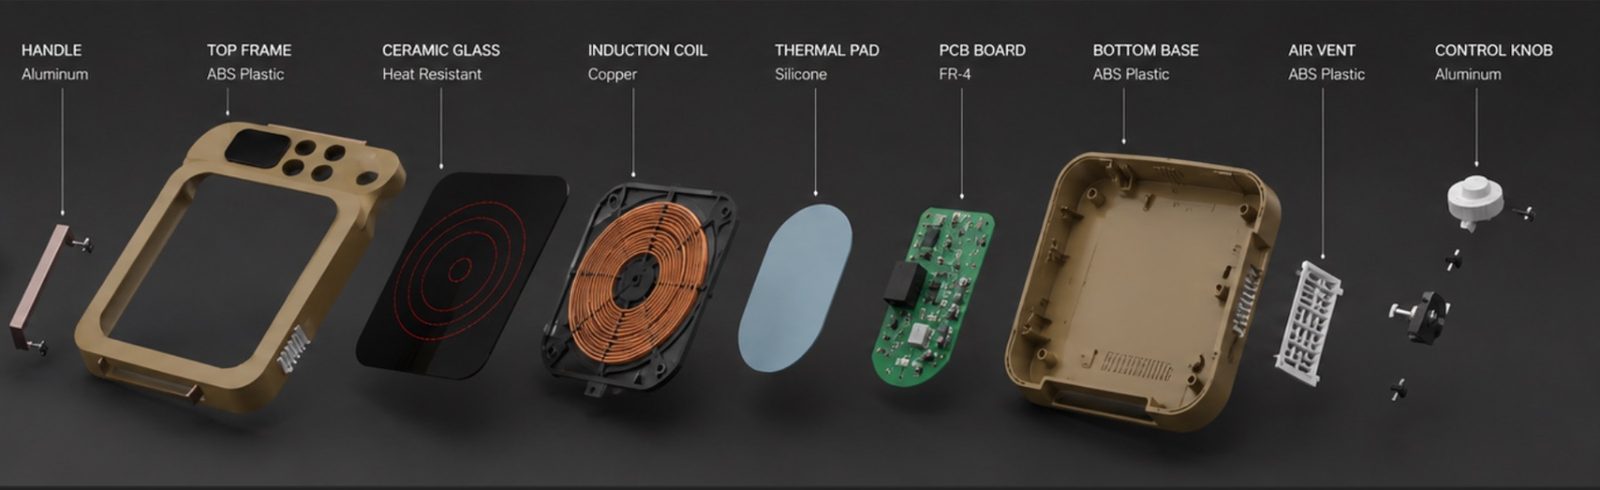 HANDLE
Aluminum
TOP FRAME
ABS Plastic
CERAMIC GLASS
Heat Resistant
INDUCTION COIL
Copper
THERMAL PAD
Silicone
PCB BOARD
FR-4
BOTTOM BASE
ABS Plastic
AIR VENT
ABS Plastic
CONTROL KNOB
Aluminum